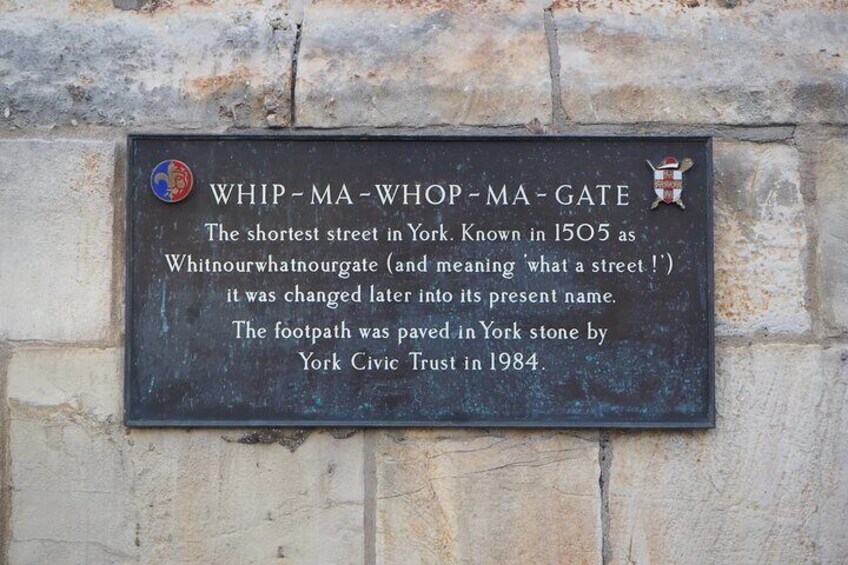 WHIP-MA-WHOP-MA-GATE
The shortest street in York. Known in 1505 as
Whitnourwhatnourgate (and meaning 'what a street!')
it was changed later into its present name.
The footpath was paved in York stone by
York Civic Trust in 1984.